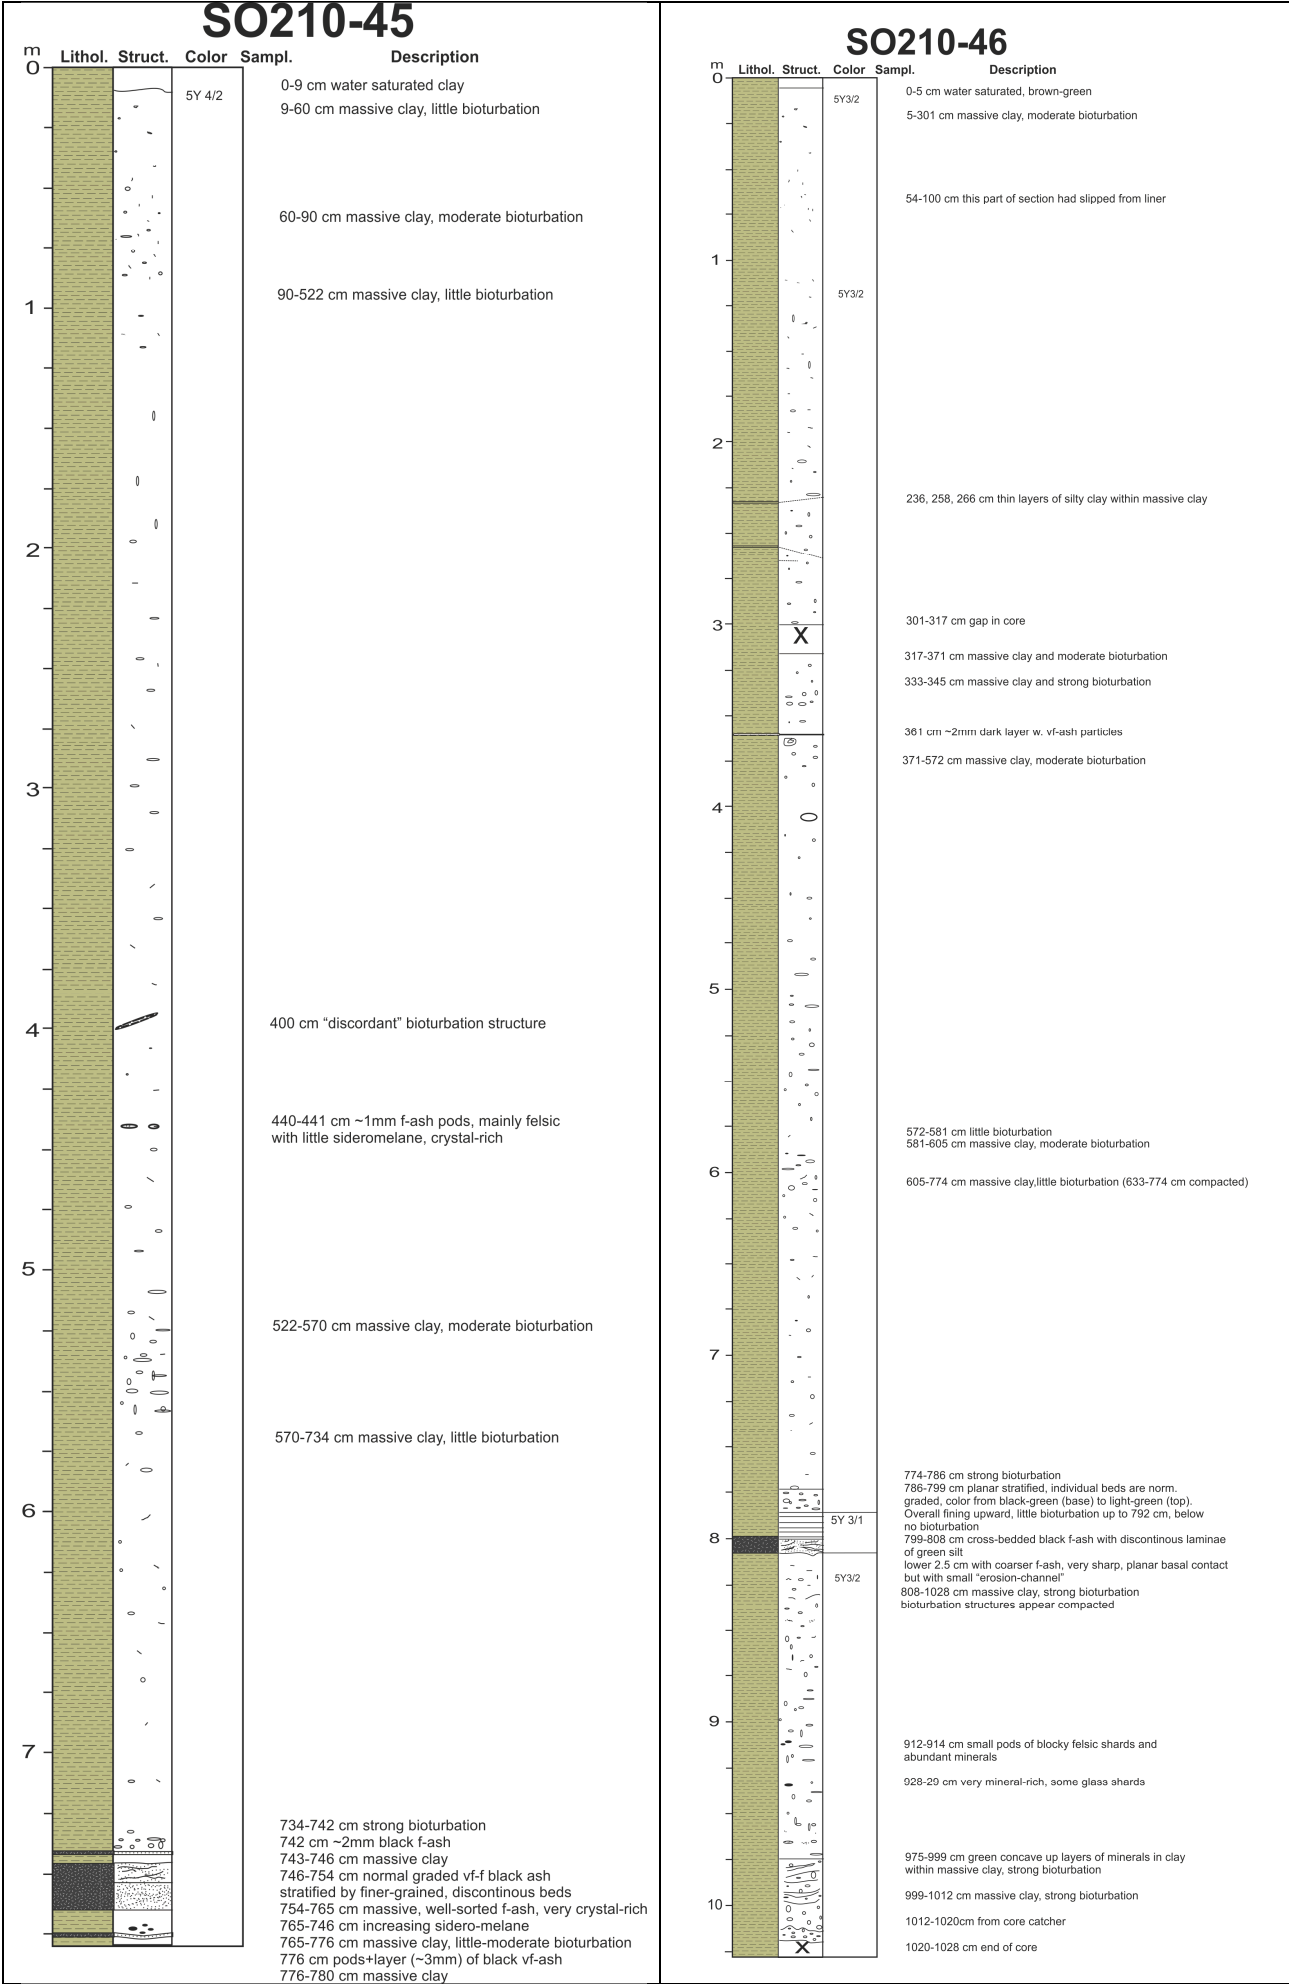 SO210-45
m
Lithol. Struct. Color Sampl. Description
0
5Y 4/2
0-9 cm water saturated clay
9-60 cm massive clay, little bioturbation
60-90 cm massive clay, moderate bioturbation
90-522 cm massive clay, little bioturbation
1
2
3
400 cm “discordant” bioturbation structure
4
440-441 cm ~1mm f-ash pods, mainly felsic
with little sideromelane, crystal-rich
5
522-570 cm massive clay, moderate bioturbation
570-734 cm massive clay, little bioturbation
6
7
734-742 cm strong bioturbation
742 cm ~2mm black f-ash
743-746 cm massive clay
746-754 cm normal graded vf-f black ash
stratified by finer-grained, discontinous beds
754-765 cm massive, well-sorted f-ash, very crystal-rich
765-746 cm increasing sidero-melane
765-776 cm massive clay, little-moderate bioturbation
776 cm pods+layer (~3mm) of black vf-ash
776-780 cm massive clay
SO210-46
m
Lithol. Struct. Color Sampl. Description
0
5Y3/2
0-5 cm water saturated, brown-green
5-301 cm massive clay, moderate bioturbation
54-100 cm this part of section had slipped from liner
1
5Y3/2
2
236, 258, 266 cm thin layers of silty clay within massive clay
3
X
301-317 cm gap in core
317-371 cm massive clay and moderate bioturbation
333-345 cm massive clay and strong bioturbation
361 cm ~2mm dark layer w. vf-ash particles
371-572 cm massive clay, moderate bioturbation
4
5
572-581 cm little bioturbation
581-605 cm massive clay, moderate bioturbation
6
605-774 cm massive clay,little bioturbation (633-774 cm compacted)
7
774-786 cm strong bioturbation
786-799 cm planar stratified, individual beds are norm.
graded, color from black-green (base) to light-green (top).
Overall fining upward, little bioturbation up to 792 cm, below
no bioturbation
5Y 3/1
8
799-808 cm cross-bedded black f-ash with discontinous laminae
of green silt
lower 2.5 cm with coarser f-ash, very sharp, planar basal contact
but with small “erosion-channel”
5Y3/2
808-1028 cm massive clay, strong bioturbation
bioturbation structures appear compacted
9
912-914 cm small pods of blocky felsic shards and
abundant minerals
928-29 cm very mineral-rich, some glass shards
975-999 cm green concave up layers of minerals in clay
within massive clay, strong bioturbation
999-1012 cm massive clay, strong bioturbation
10
1012-1020cm from core catcher
X
1020-1028 cm end of core